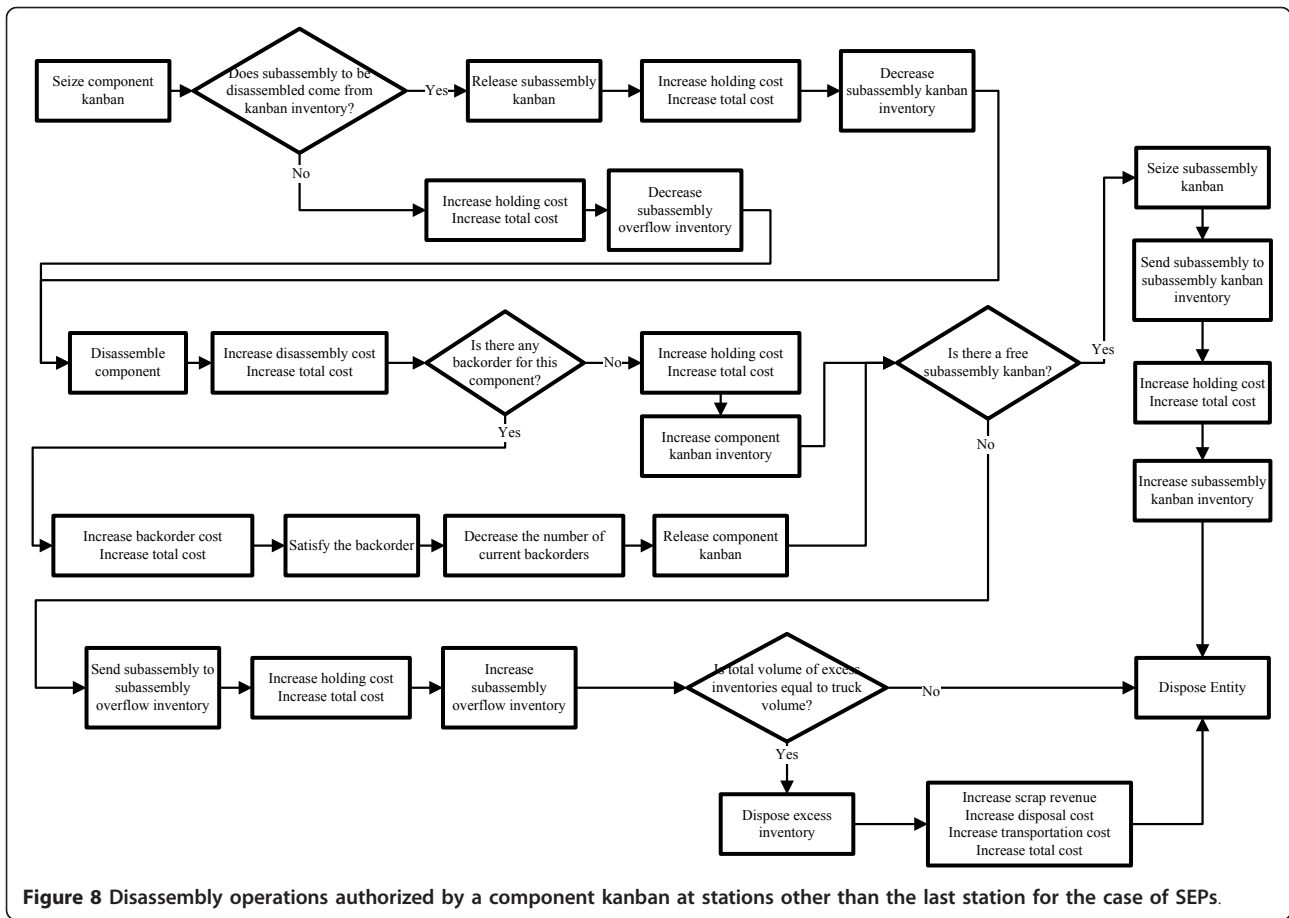 Seize component
kanban
Does subassembly to be
disassembled come from
kanban inventory?
Yes
Release subassembly
kanban
Increase holding cost
Increase total cost
Decrease
subassembly kanban
inventory
No
Increase holding cost
Increase total cost
Decrease
subassembly
overflow inventory
Seize subassembly
kanban
Send subassembly to
subassembly kanban
inventory
Disassemble
component
Increase disassembly cost
Increase total cost
Is there any
backorder for this
component?
No
Increase holding cost
Increase total cost
Is there a free
subassembly kanban?
Yes
Increase holding cost
Increase total cost
Yes
Increase component
kanban inventory
No
Increase subassembly
kanban inventory
Increase backorder cost
Increase total cost
Satisfy the backorder
Decrease the number of
current backorders
Release component
kanban
Send subassembly to
subassembly
overflow inventory
Increase holding cost
Increase total cost
Increase
subassembly
overflow inventory
Is total volume of excess
inventories equal to truck
volume?
No
Dispose Entity
Yes
Dispose excess
inventory
Increase scrap revenue
Increase disposal cost
Increase transportation cost
Increase total cost
Figure 8 Disassembly operations authorized by a component kanban at stations other than the last station for the case of SEPs.